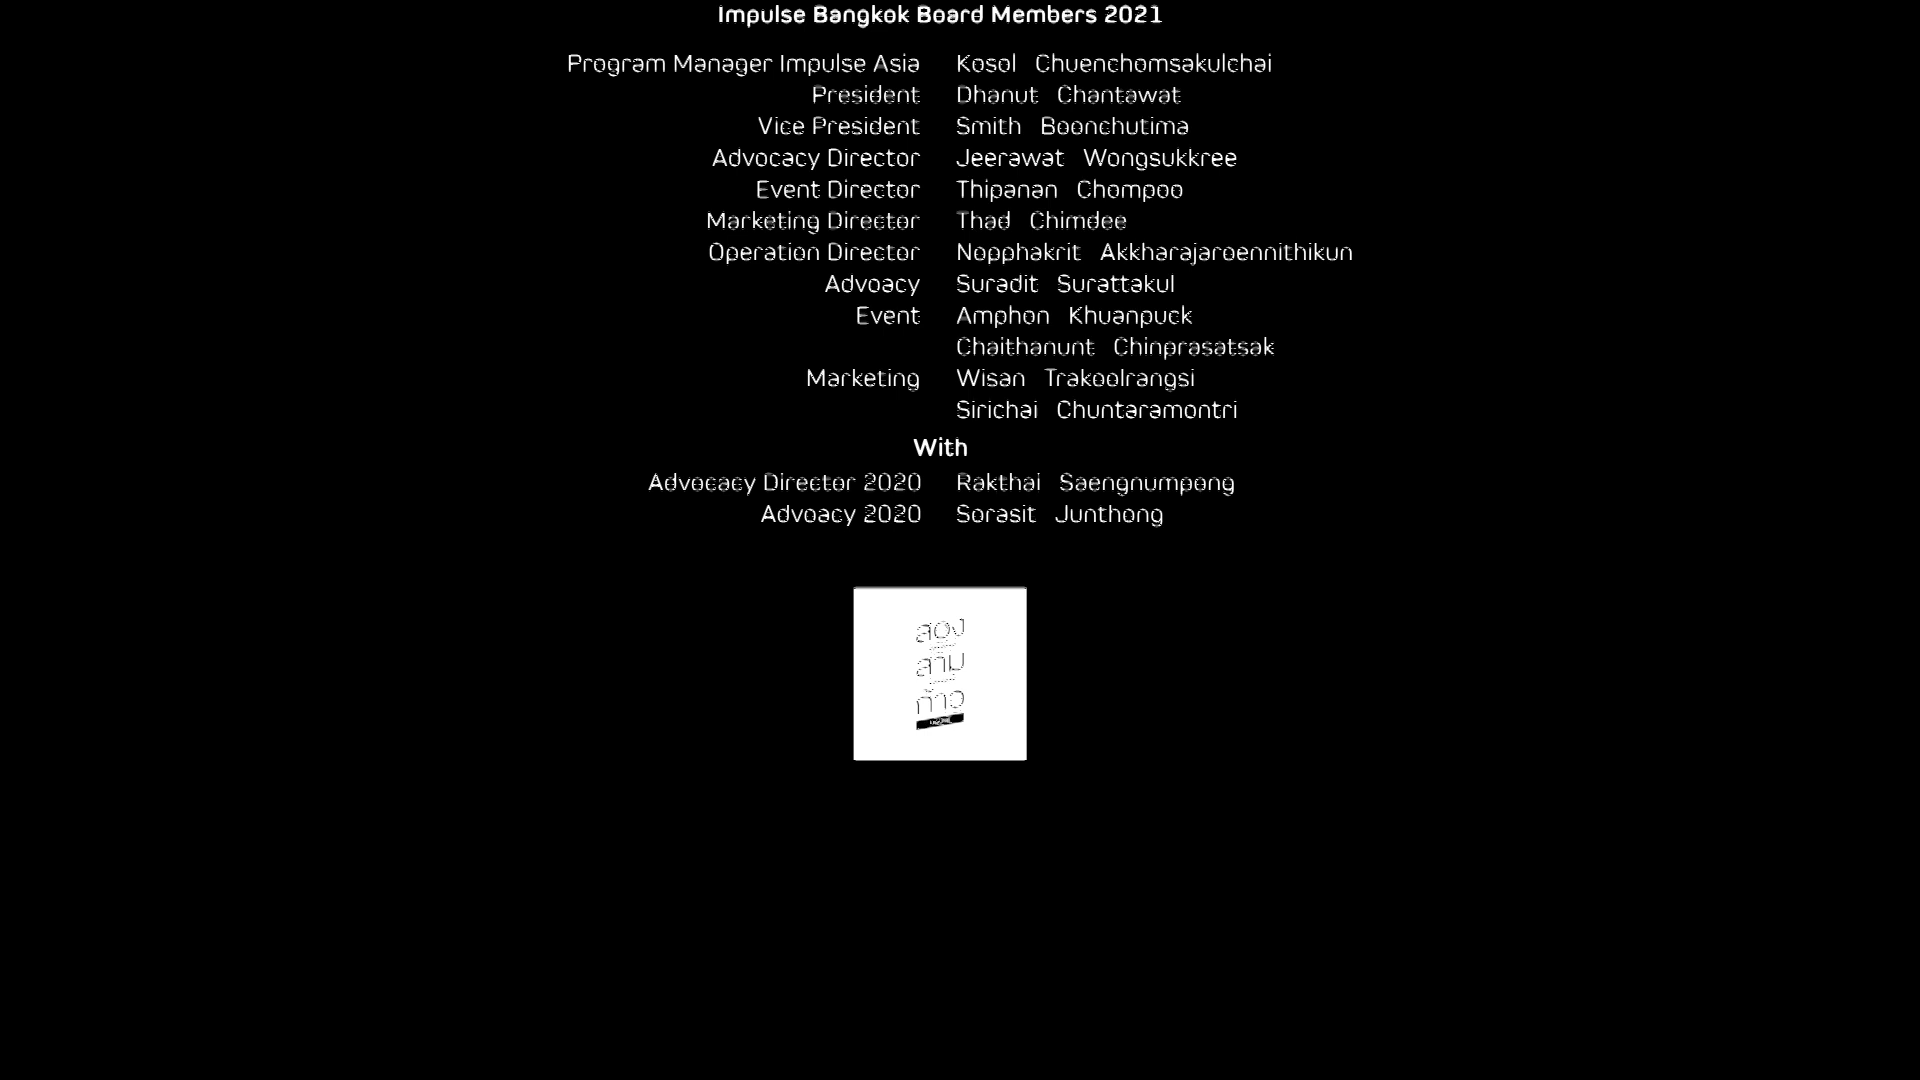 Impulse Bangkok Board Members 2021
Program Manager Impulse Asia Kosol Chuenchomsakulchai
President Dhanut Chantawat
Vice President Smith Boonchutima
Advocacy Director Jeerawat Wongsukkree
Event Director Thipanan Chompoo
Marketing Director Thad Chimdee
Operation Director Nopphakrit Akkharajaroennithikun
Advoacy Suradit Surattakul
Event Amphon Khuanpuck
Chaithanunt Chinprasatsak
Marketing Wisan Trakoolrangsi
Sirichai Chuntaramontri
With
Advocacy Director 2020 Rakthai Saengnumpong
Advoacy 2020 Sorasit Junthong
สอง
สาม
ก้าว